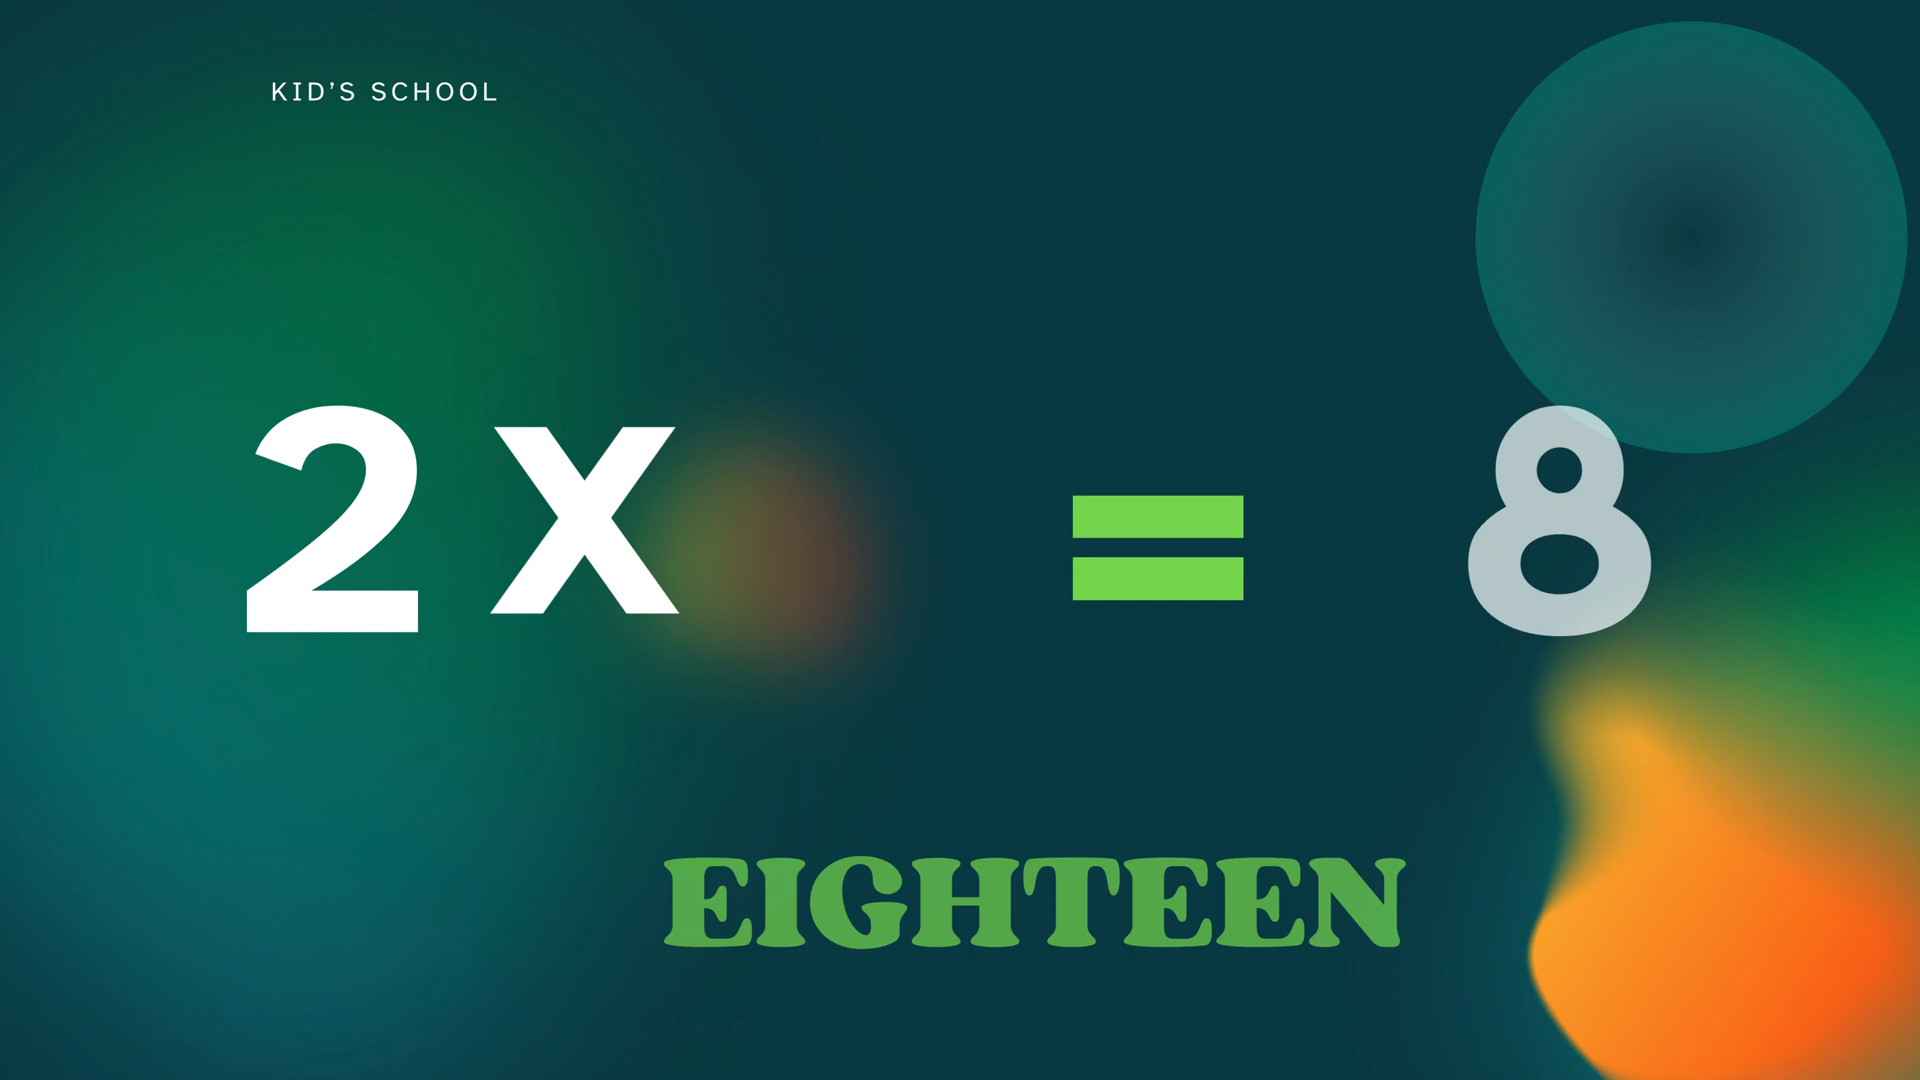 KID’S SCHOOL
2 x = 8
EIGHTEEN